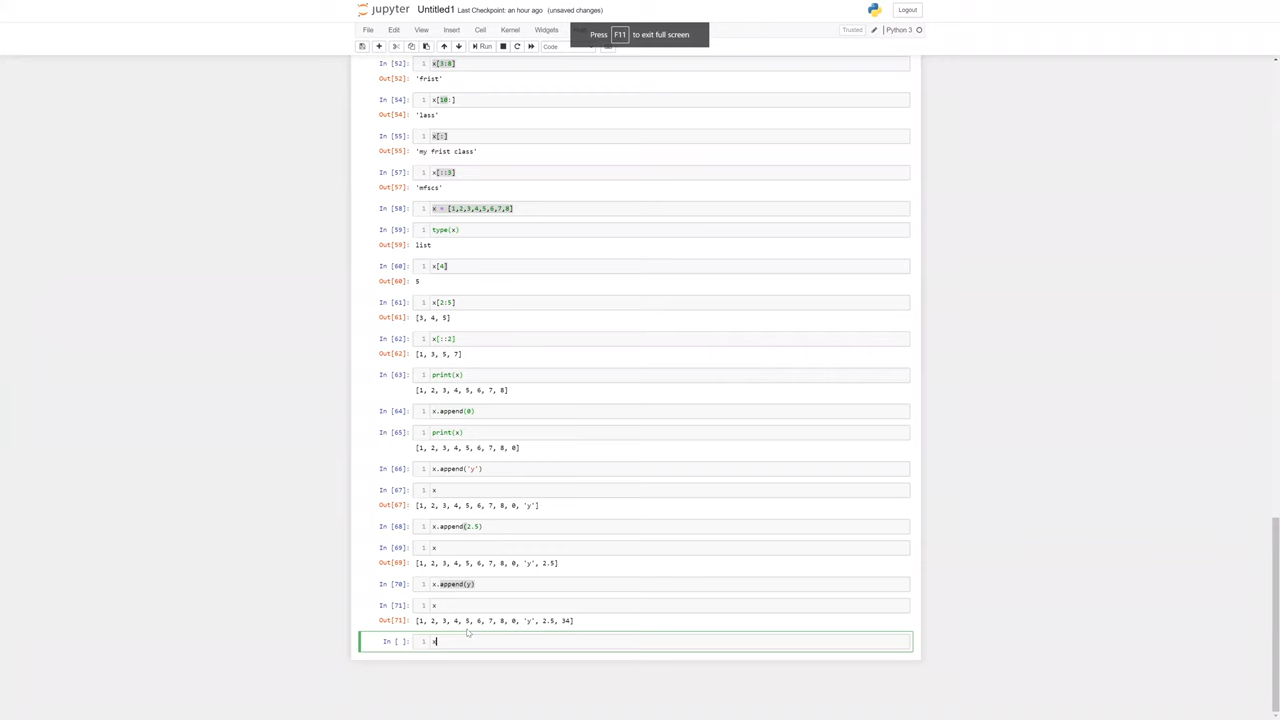 jupyter Untitled1 Last Checkpoint: an hour ago (unsaved changes)
Logout
File Edit View Insert Cell Kernel Widgets
Press F11 to exit full screen
Trusted Python 3
Run Code
In [52]: 1 x[3:8]
Out[52]: 'frist'
In [54]: 1 x[10:]
Out[54]: 'lass'
In [55]: 1 x[:]
Out[55]: 'my frist class'
In [57]: 1 x[::3]
Out[57]: 'mfscs'
In [58]: 1 x = [1,2,3,4,5,6,7,8]
In [59]: 1 type(x)
Out[59]: list
In [60]: 1 x[4]
Out[60]: 5
In [61]: 1 x[2:5]
Out[61]: [3, 4, 5]
In [62]: 1 x[::2]
Out[62]: [1, 3, 5, 7]
In [63]: 1 print(x)
[1, 2, 3, 4, 5, 6, 7, 8]
In [64]: 1 x.append(0)
In [65]: 1 print(x)
[1, 2, 3, 4, 5, 6, 7, 8, 0]
In [66]: 1 x.append('y')
In [67]: 1 x
Out[67]: [1, 2, 3, 4, 5, 6, 7, 8, 0, 'y']
In [68]: 1 x.append(2.5)
In [69]: 1 x
Out[69]: [1, 2, 3, 4, 5, 6, 7, 8, 0, 'y', 2.5]
In [70]: 1 x.append(y)
In [71]: 1 x
Out[71]: [1, 2, 3, 4, 5, 6, 7, 8, 0, 'y', 2.5, 34]
In [ ]: 1 x